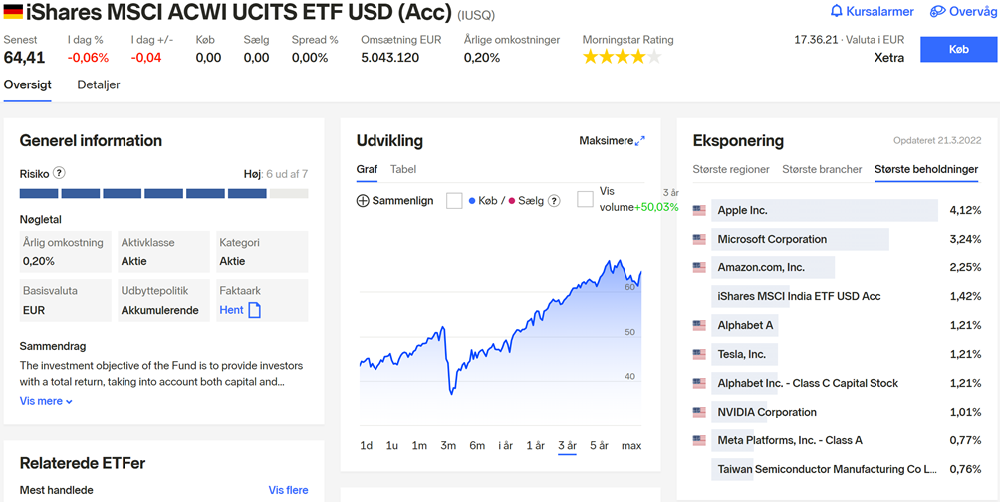 iShares MSCI ACWI UCITS ETF USD (Acc) (IUSQ)
Kursalarmer
Overvåg
Senest
I dag %
I dag +/-
Køb
Sælg
Spread %
Omsætning EUR
Årlige omkostninger
Morningstar Rating
64,41
-0,06%
-0,04
0,00
0,00
0,00%
5.043.120
0,20%
17.36.21 · Valuta i EUR
Xetra
Køb
Oversigt
Detaljer
Generel information
Risiko ?
Høj: 6 ud af 7
Nøgletal
Årlig omkostning
0,20%
Aktivklasse
Aktie
Kategori
Aktie
Basisvaluta
EUR
Udbyttepolitik
Akkumulerende
Faktaark
Hent
Sammendrag
The investment objective of the Fund is to provide investors
with a total return, taking into account both capital and...
Vis mere
Relaterede ETFer
Mest handlede
Vis flere
Udvikling
Maksimere
Graf
Tabel
Sammenlign
Køb / Sælg ?
Vis
volume
3 år
+50,03%
60
50
40
1d
1u
1m
3m
6m
i år
1 år
3 år
5 år
max
Eksponering
Opdateret 21.3.2022
Største regioner
Største brancher
Største beholdninger
Apple Inc. 4,12%
Microsoft Corporation 3,24%
Amazon.com, Inc. 2,25%
iShares MSCI India ETF USD Acc 1,42%
Alphabet A 1,21%
Tesla, Inc. 1,21%
Alphabet Inc. - Class C Capital Stock 1,21%
NVIDIA Corporation 1,01%
Meta Platforms, Inc. - Class A 0,77%
Taiwan Semiconductor Manufacturing Co L... 0,76%